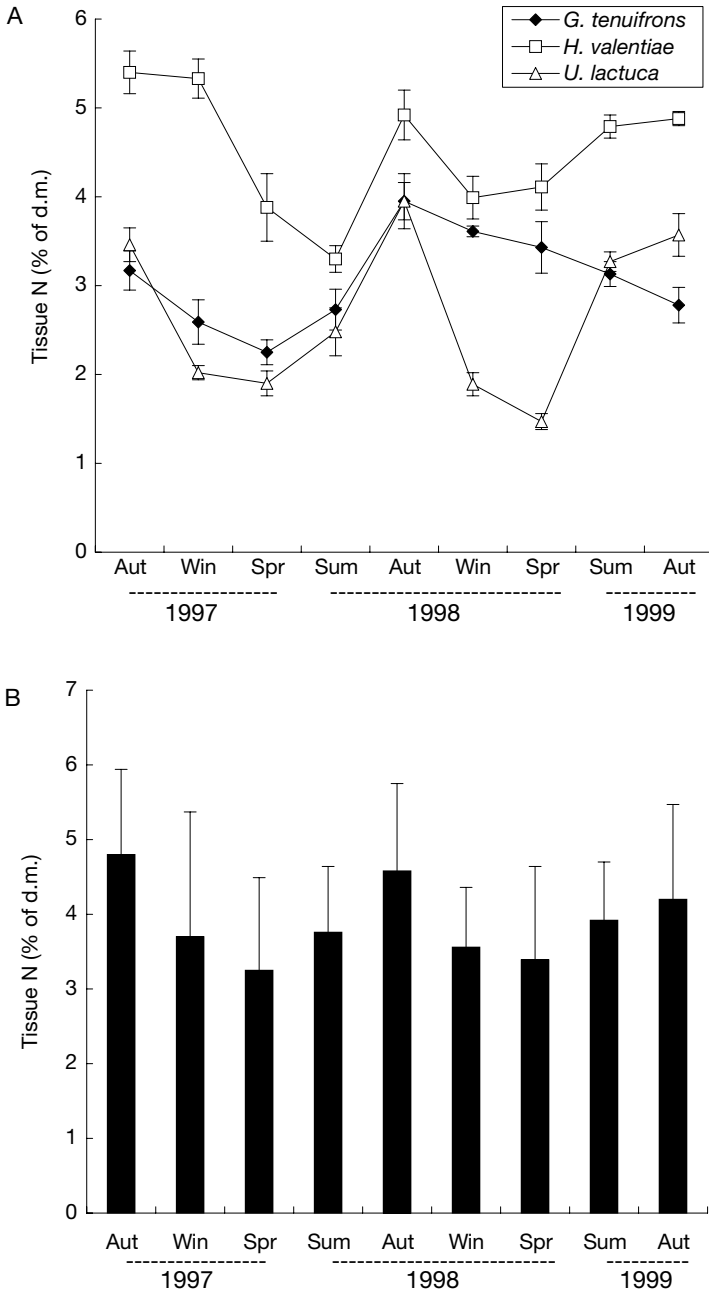 A
G. tenuifrons
H. valentiae
U. lactuca
Tissue N (% of d.m.)
6
5
4
3
2
1
0
Aut Win Spr Sum Aut Win Spr Sum Aut
1997 1998 1999
B
Tissue N (% of d.m.)
7
6
5
4
3
2
1
0
Aut Win Spr Sum Aut Win Spr Sum Aut
1997 1998 1999